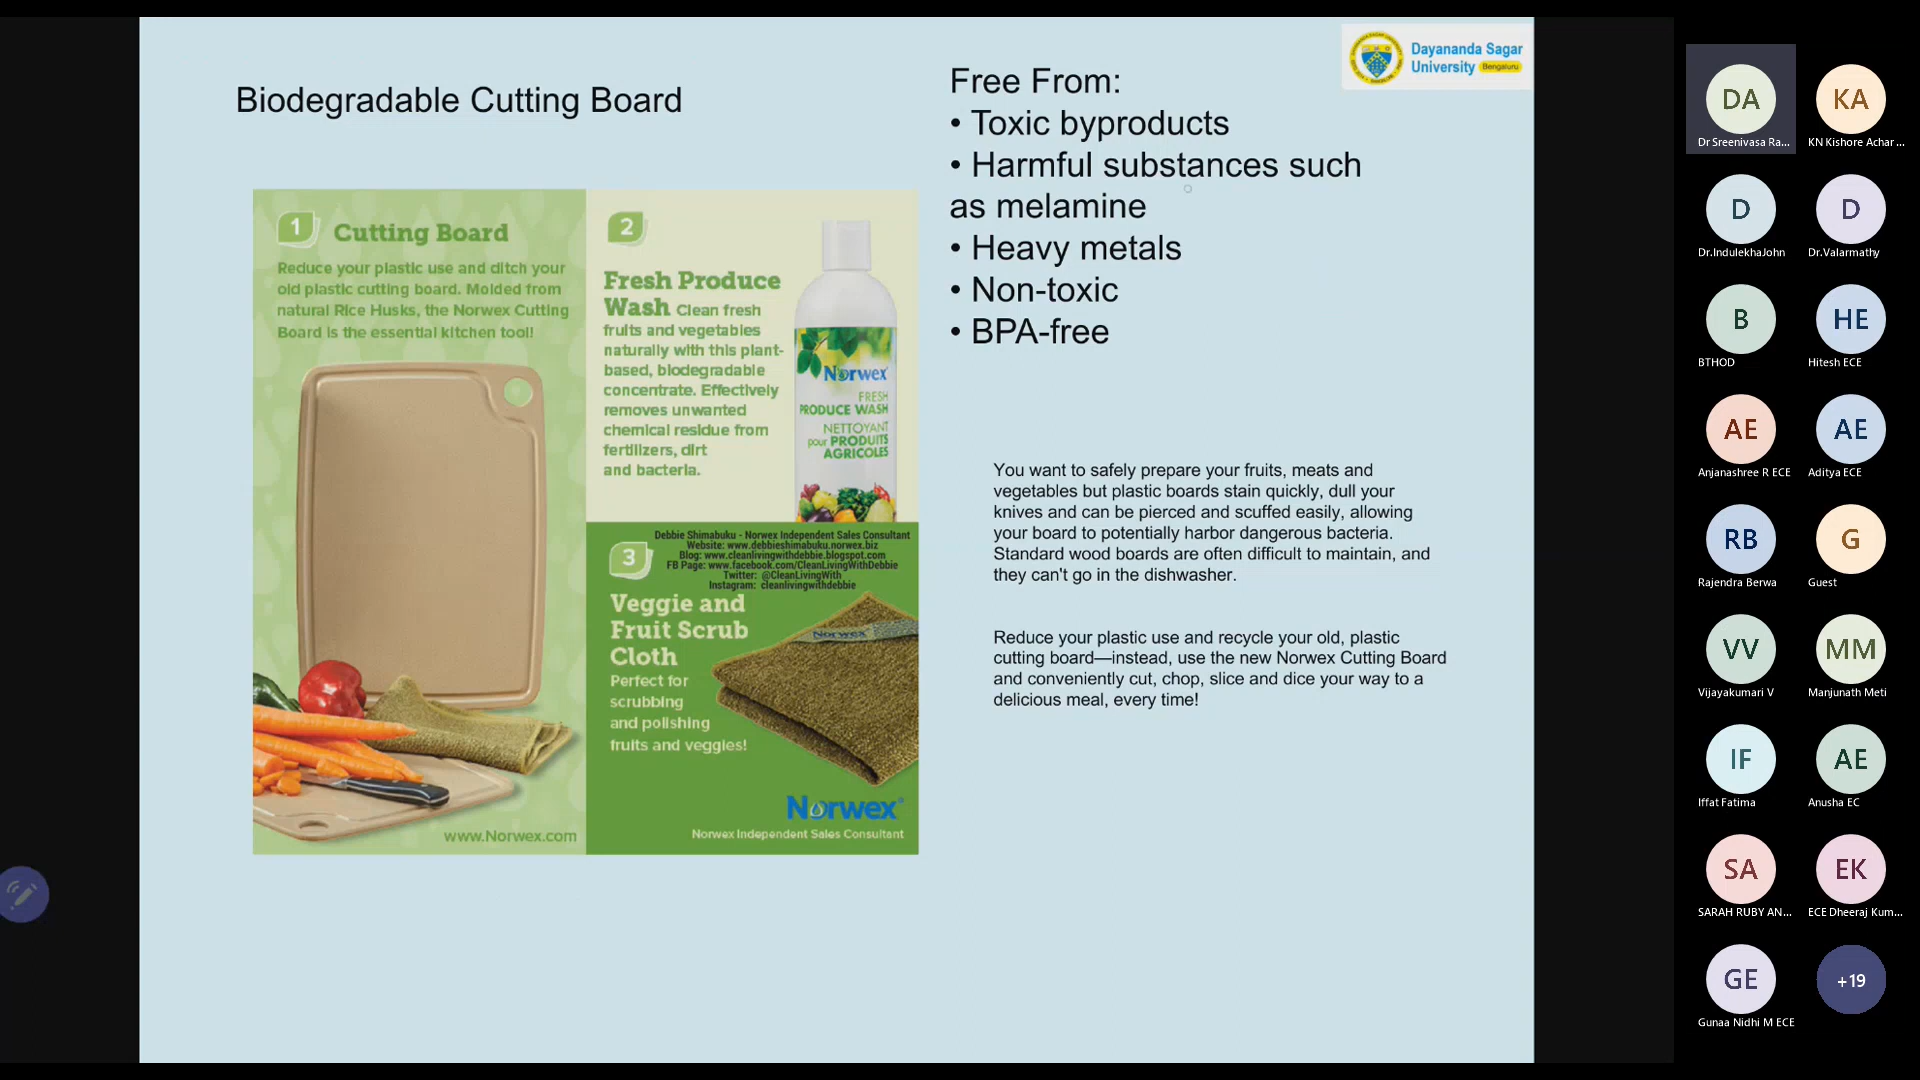 Biodegradable Cutting Board
Dayananda Sagar
University Bengaluru
Free From:
• Toxic byproducts
• Harmful substances such
as melamine
• Heavy metals
• Non-toxic
• BPA-free
1
Cutting Board
Reduce your plastic use and ditch your
old plastic cutting board. Molded from
natural Rice Husks, the Norwex Cutting
Board is the essential kitchen tool!
www.Norwex.com
2
Fresh Produce
Wash Clean fresh
fruits and vegetables
naturally with this plant-
based, biodegradable
concentrate. Effectively
removes unwanted
chemical residue from
fertilizers, dirt
and bacteria.
Norwex
FRESH
PRODUCE WASH
NETTOYANT
pour PRODUITS
AGRICOLES
Debbie Shimabuku - Norwex Independent Sales Consultant
Website: www.debbieshimabuku.norwex.biz
Blog: www.cleanlivingwithdebbie.blogspot.com
FB Page: www.facebook.com/CleanLivingWithDebbie
Twitter: @CleanLivingWith
Instagram: cleanlivingwithdebbie
3
Veggie and
Fruit Scrub
Cloth
Perfect for
scrubbing
and polishing
fruits and veggies!
Norwex
Norwex®
Norwex Independent Sales Consultant
You want to safely prepare your fruits, meats and
vegetables but plastic boards stain quickly, dull your
knives and can be pierced and scuffed easily, allowing
your board to potentially harbor dangerous bacteria.
Standard wood boards are often difficult to maintain, and
they can't go in the dishwasher.
Reduce your plastic use and recycle your old, plastic
cutting board—instead, use the new Norwex Cutting Board
and conveniently cut, chop, slice and dice your way to a
delicious meal, every time!
DA
Dr Sreenivasa Ra...
KA
KN Kishore Achar ...
D
Dr.IndulekhaJohn
D
Dr.Valarmathy
B
BTHOD
HE
Hitesh ECE
AE
Anjanashree R ECE
AE
Aditya ECE
RB
Rajendra Berwa
G
Guest
VV
Vijayakumari V
MM
Manjunath Meti
IF
Iffat Fatima
AE
Anusha EC
SA
SARAH RUBY AN...
EK
ECE Dheeraj Kum...
GE
Gunaa Nidhi M ECE
+19